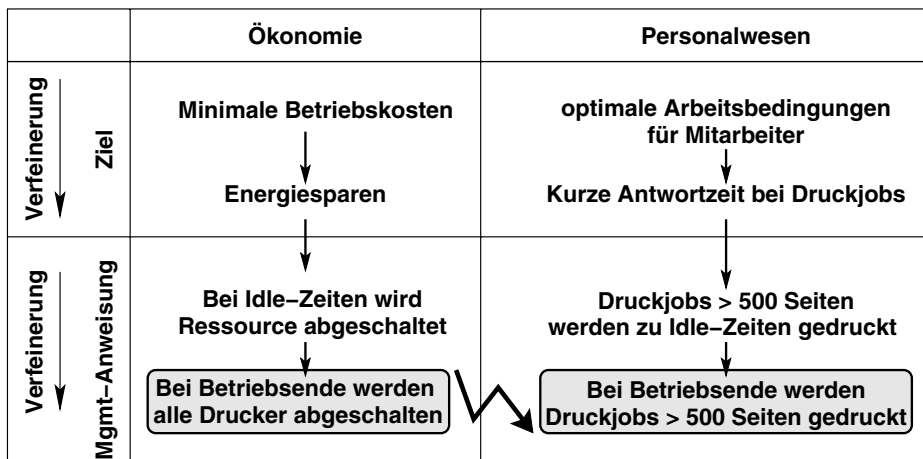 Ökonomie
Personalwesen
Verfeinerung
Ziel
Minimale Betriebskosten
Energiesparen
optimale Arbeitsbedingungen
für Mitarbeiter
Kurze Antwortzeit bei Druckjobs
Verfeinerung
Mgmt−Anweisung
Bei Idle−Zeiten wird
Ressource abgeschaltet
Bei Betriebsende werden
alle Drucker abgeschalten
Druckjobs > 500 Seiten
werden zu Idle−Zeiten gedruckt
Bei Betriebsende werden
Druckjobs > 500 Seiten gedruckt